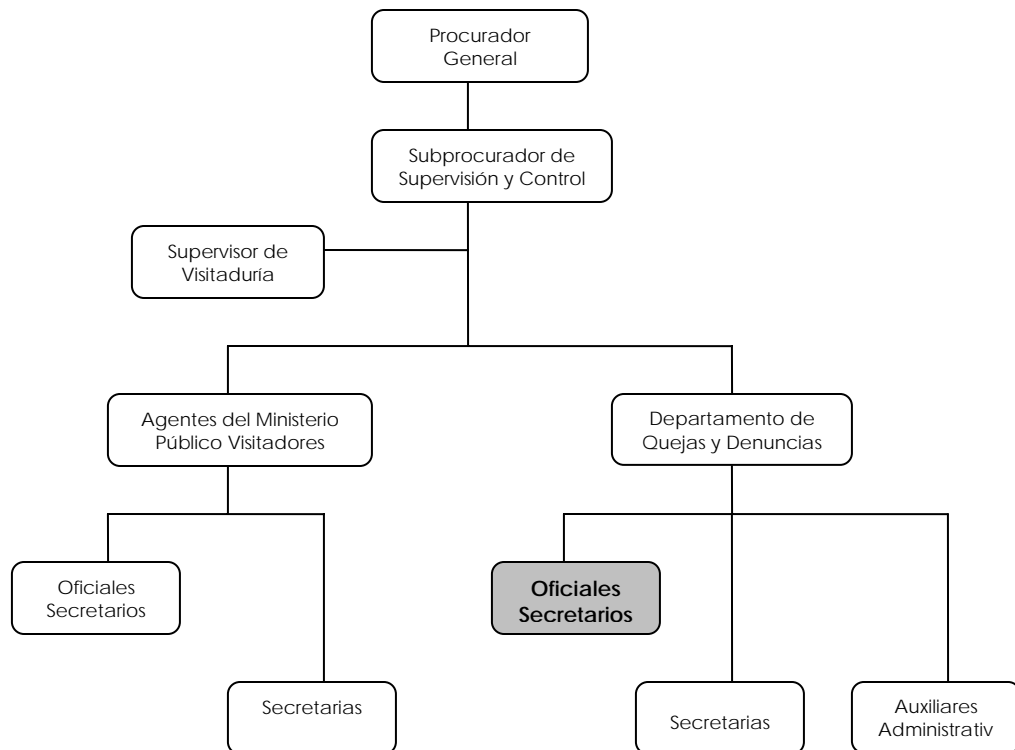 Procurador
General
Subprocurador de
Supervisión y Control
Supervisor de
Visitaduría
Agentes del Ministerio
Público Visitadores
Departamento de
Quejas y Denuncias
Oficiales
Secretarios
Oficiales
Secretarios
Secretarias
Secretarias
Auxiliares
Administrativ